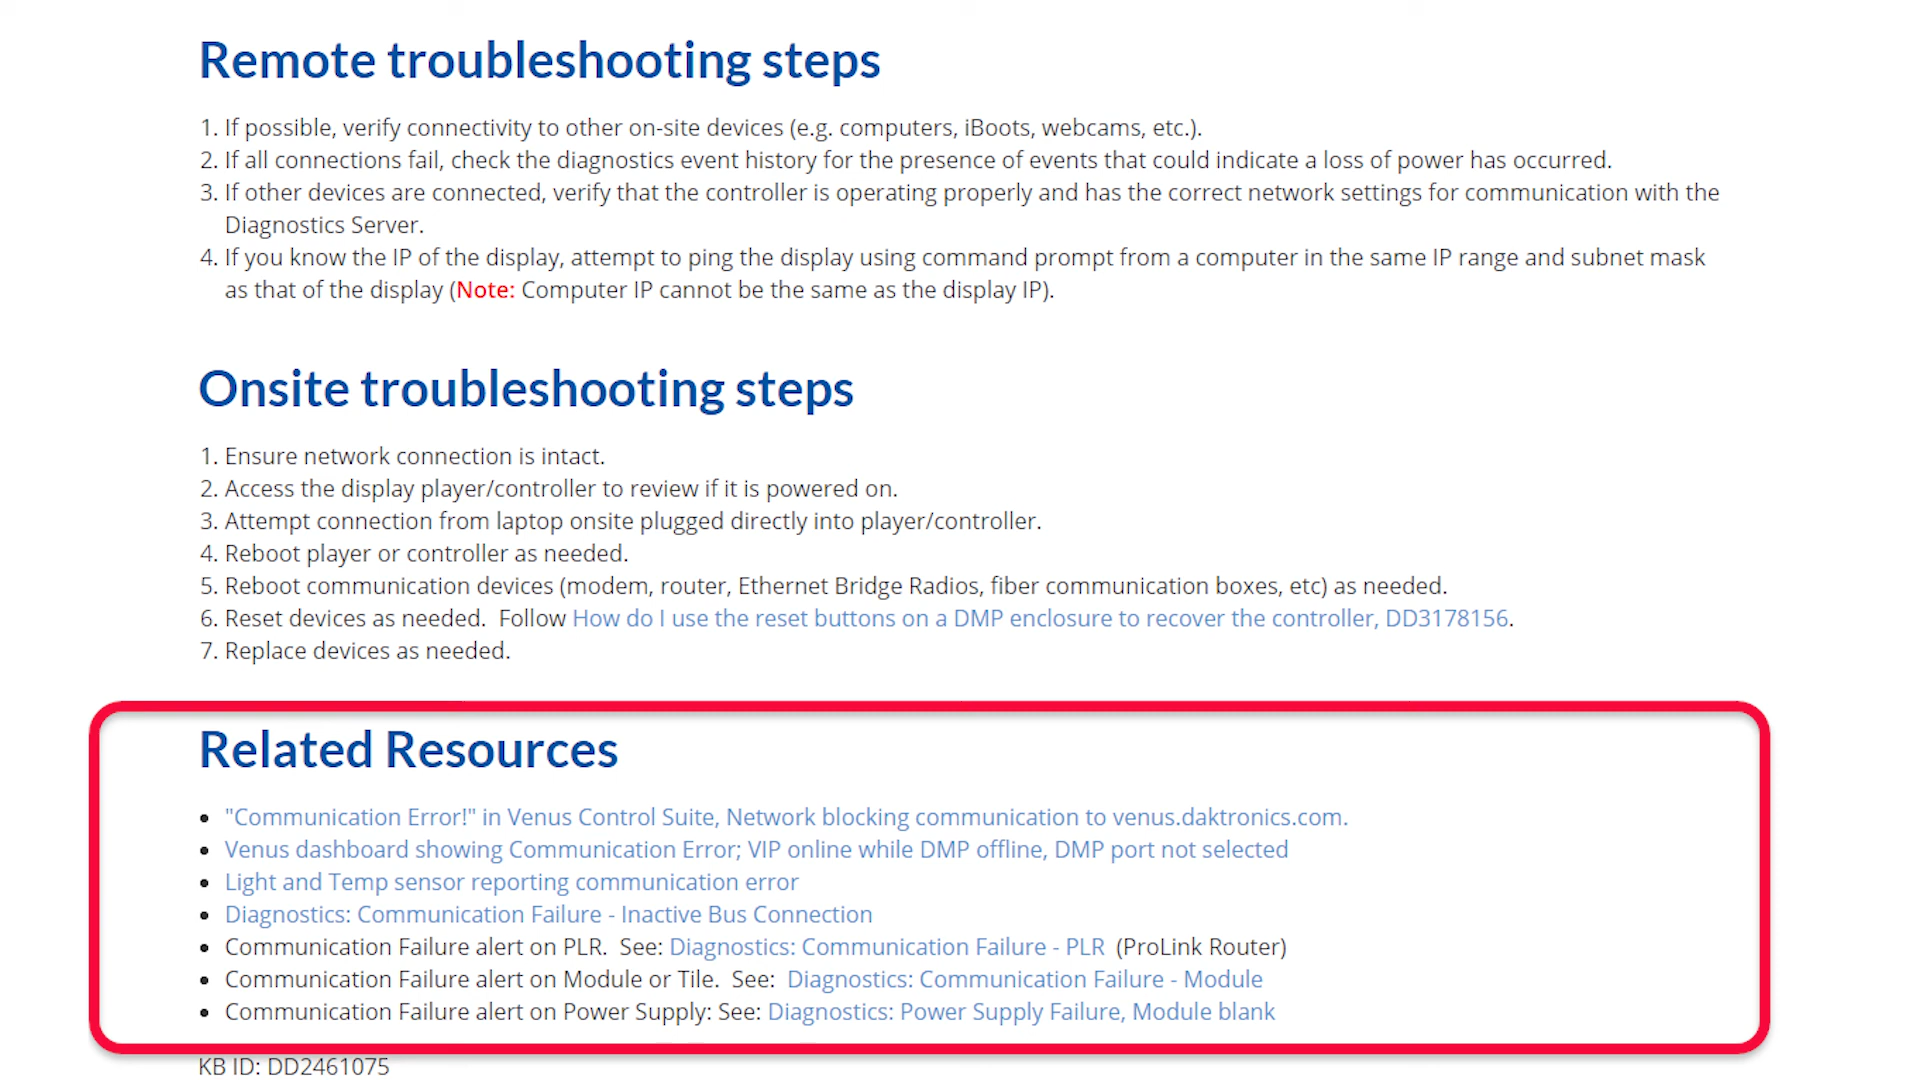 Remote troubleshooting steps
1. If possible, verify connectivity to other on-site devices (e.g. computers, iBoots, webcams, etc.).
2. If all connections fail, check the diagnostics event history for the presence of events that could indicate a loss of power has occurred.
3. If other devices are connected, verify that the controller is operating properly and has the correct network settings for communication with the
Diagnostics Server.
4. If you know the IP of the display, attempt to ping the display using command prompt from a computer in the same IP range and subnet mask
as that of the display (Note: Computer IP cannot be the same as the display IP).
Onsite troubleshooting steps
1. Ensure network connection is intact.
2. Access the display player/controller to review if it is powered on.
3. Attempt connection from laptop onsite plugged directly into player/controller.
4. Reboot player or controller as needed.
5. Reboot communication devices (modem, router, Ethernet Bridge Radios, fiber communication boxes, etc) as needed.
6. Reset devices as needed.  Follow How do I use the reset buttons on a DMP enclosure to recover the controller, DD3178156.
7. Replace devices as needed.
Related Resources
• "Communication Error!" in Venus Control Suite, Network blocking communication to venus.daktronics.com.
• Venus dashboard showing Communication Error; VIP online while DMP offline, DMP port not selected
• Light and Temp sensor reporting communication error
• Diagnostics: Communication Failure - Inactive Bus Connection
• Communication Failure alert on PLR.  See: Diagnostics: Communication Failure - PLR  (ProLink Router)
• Communication Failure alert on Module or Tile.  See:  Diagnostics: Communication Failure - Module
• Communication Failure alert on Power Supply: See: Diagnostics: Power Supply Failure, Module blank
KB ID: DD2461075